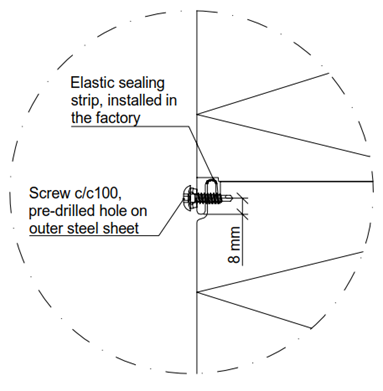 Elastic sealing
strip, installed in
the factory
Screw c/c100,
pre-drilled hole on
outer steel sheet
8 mm